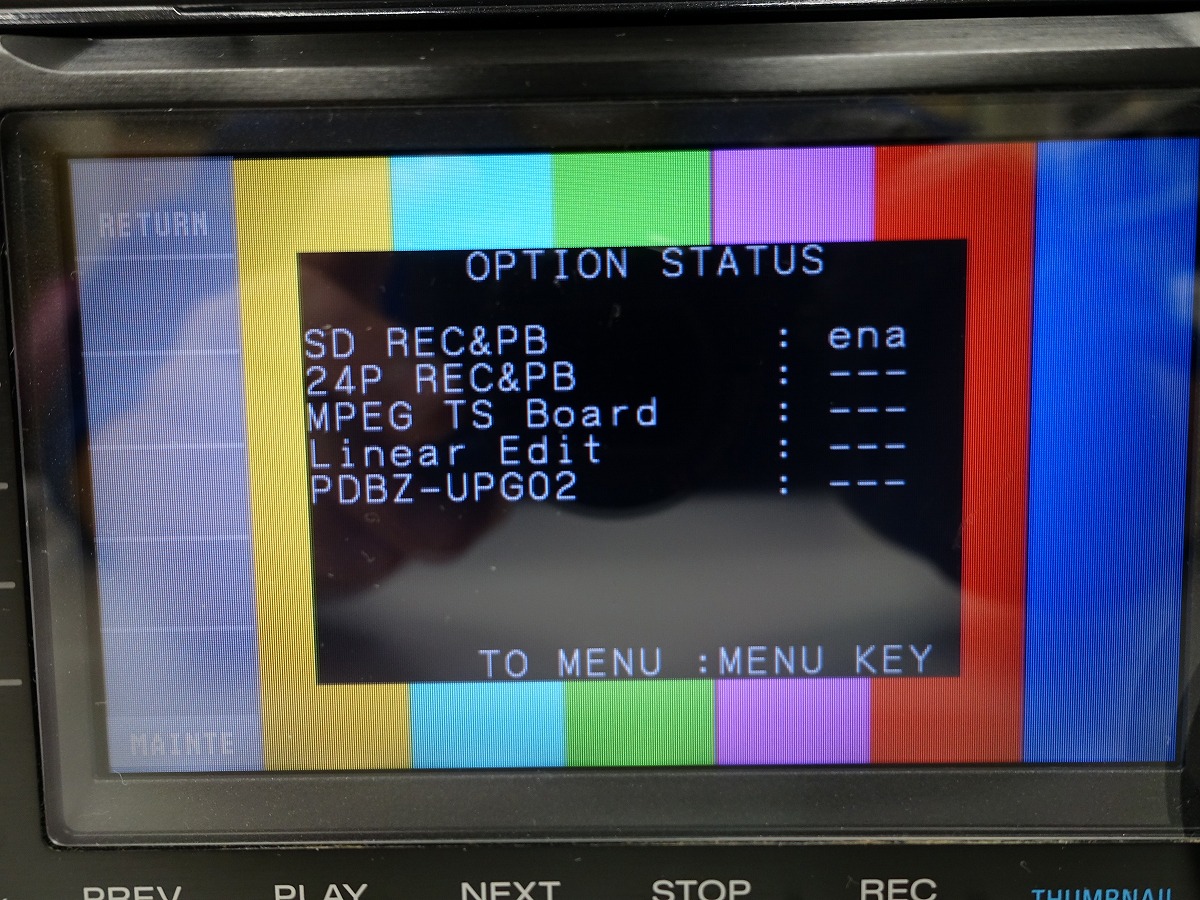 RETURN
OPTION STATUS
SD REC&PB : ena
24P REC&PB : ---
MPEG TS Board : ---
Linear Edit : ---
PDBZ-UPG02 : ---
TO MENU :MENU KEY
MAINTE
PREV PLAY NEXT STOP REC THUMBNAIL